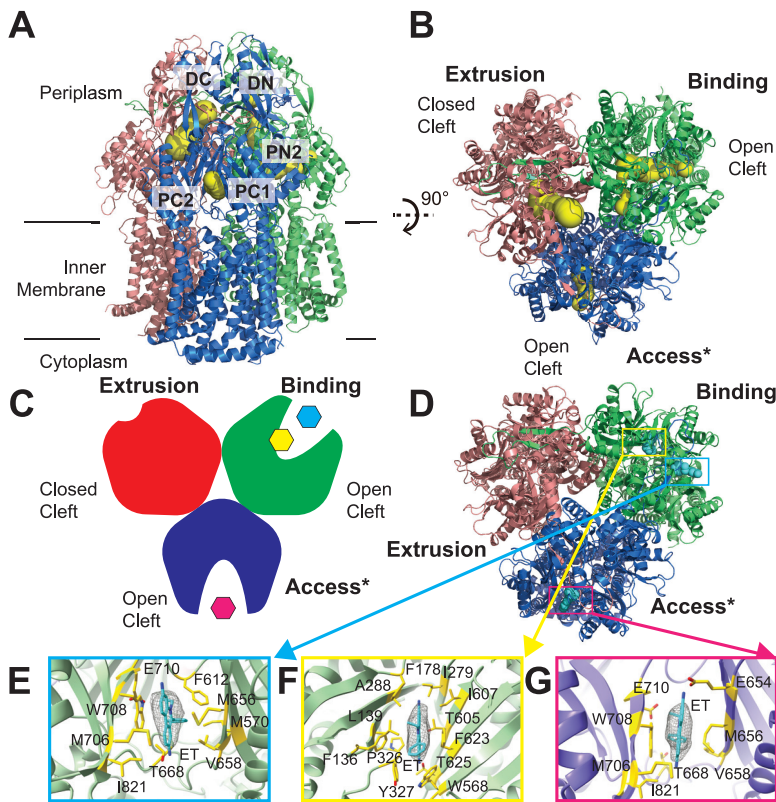 A
DC
DN
Periplasm
PN2
PC2
PC1
Inner
Membrane
Cytoplasm
B
Extrusion
Binding
Closed
Cleft
Open
Cleft
90°
Open
Cleft
Access*
C
Extrusion
Binding
Closed
Cleft
Open
Cleft
Open
Cleft
Access*
D
Binding
Extrusion
Access*
E
E710
F612
W708
M656
M570
M706
ET
T668
V658
I821
F
F178
I279
A288
I607
L139
T605
F623
F136
P326
ET
T625
Y327
W568
G
E710
E654
ET
W708
M656
M706
T668
V658
I821